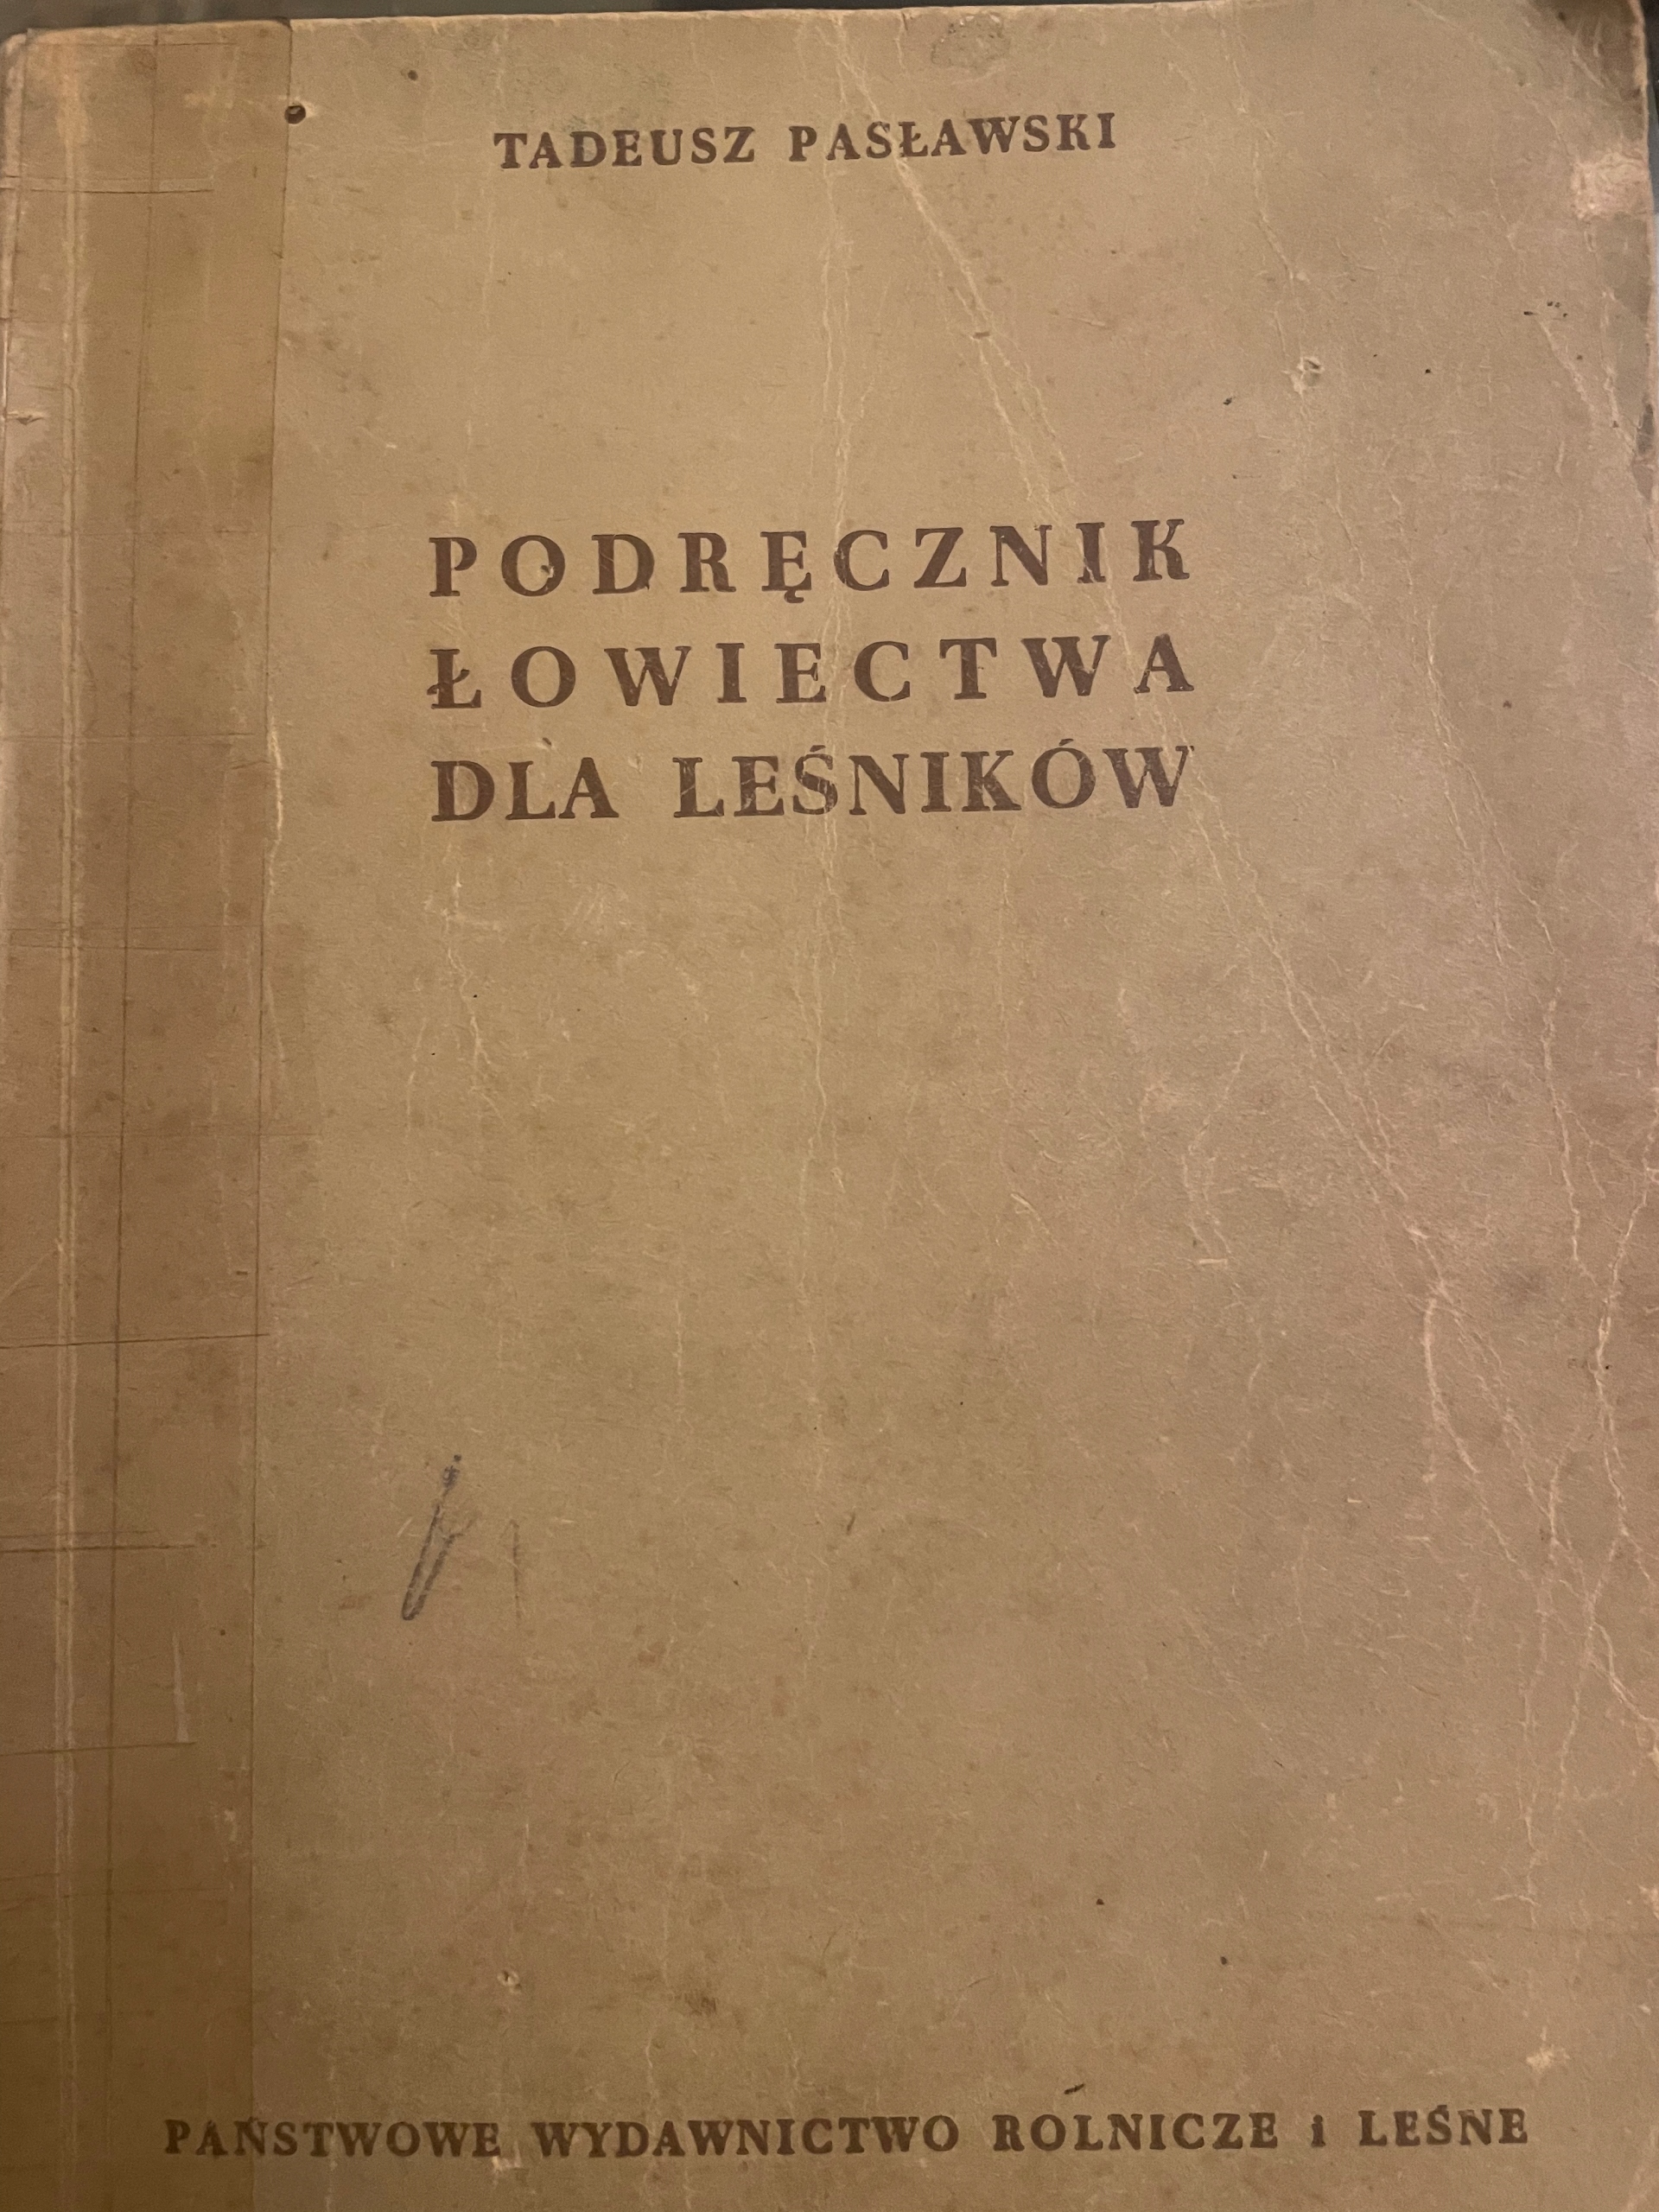 TADEUSZ PASŁAWSKI
PODRĘCZNIK
ŁOWIECTWA
DLA LEŚNIKÓW
PAŃSTWOWE WYDAWNICTWO ROLNICZE i LEŚNE